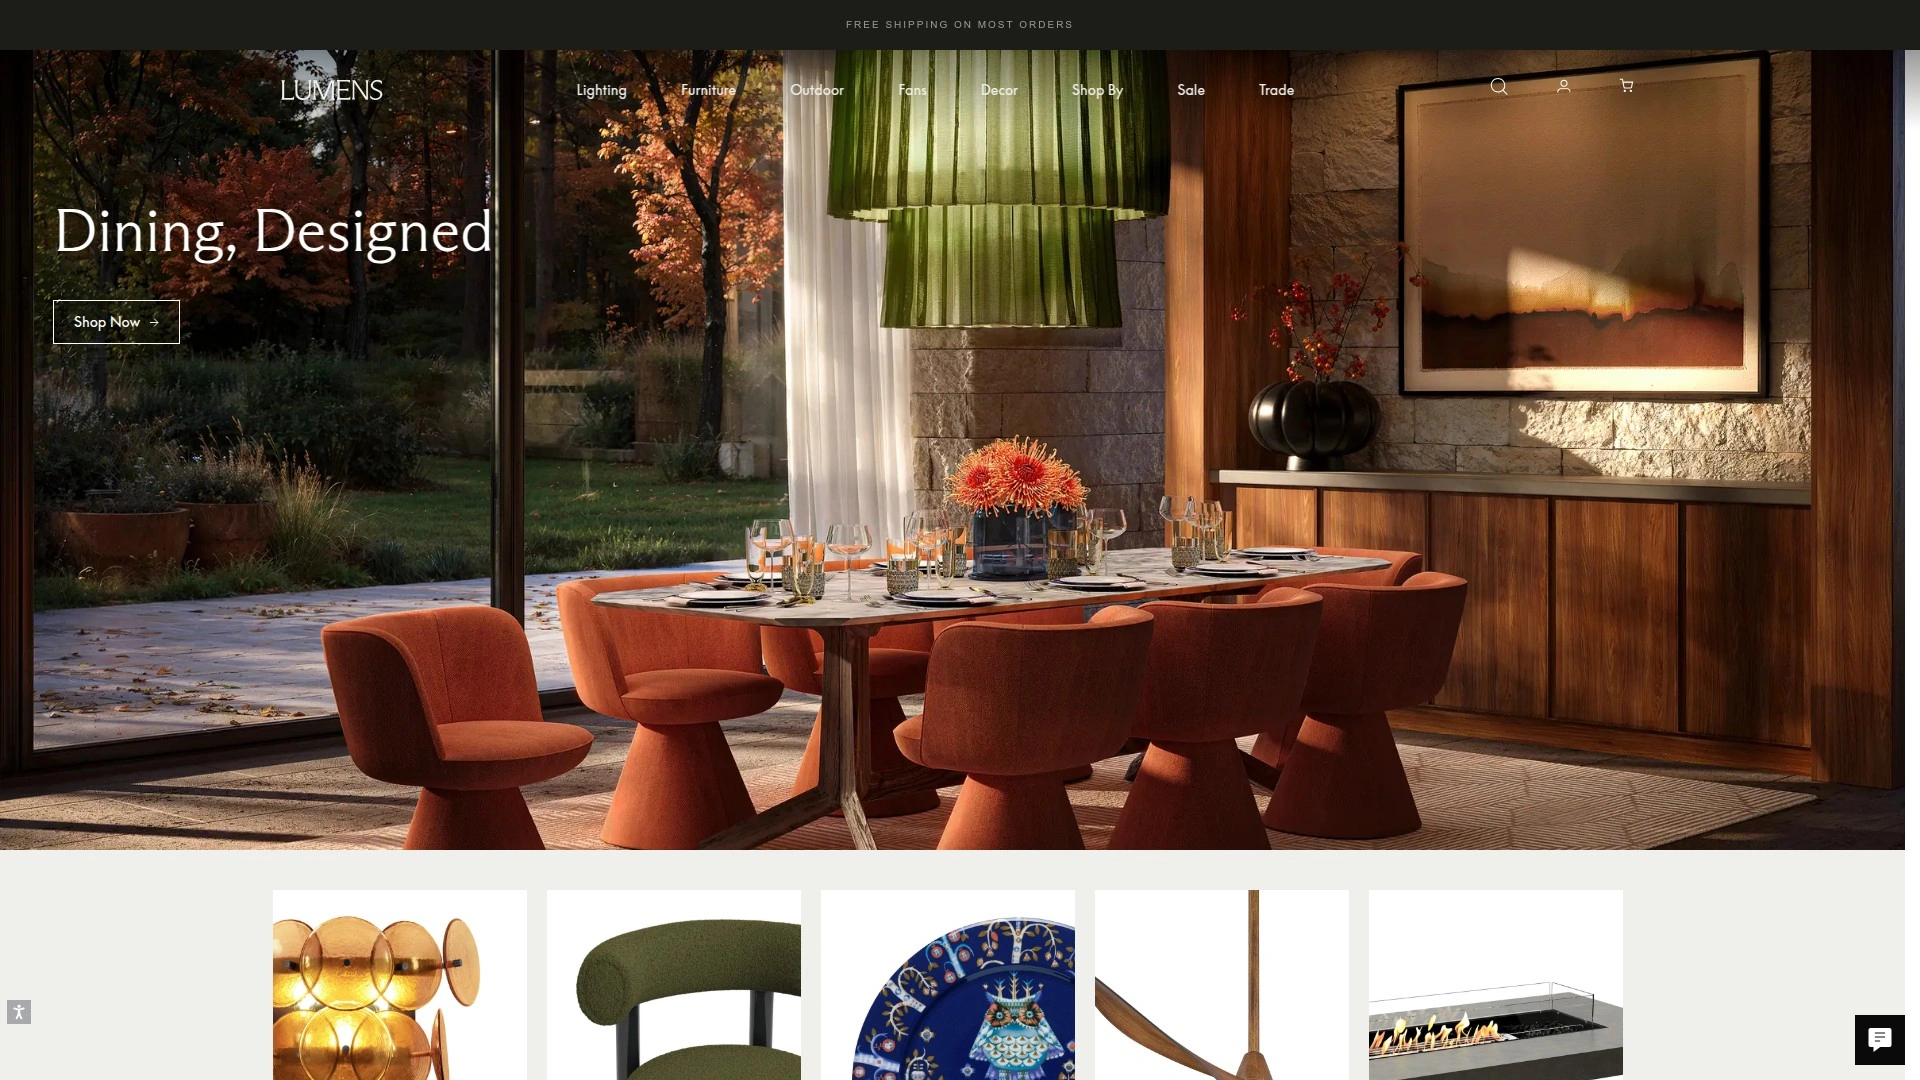 FREE SHIPPING ON MOST ORDERS
LUMENS
Lighting
Furniture
Outdoor
Fans
Decor
Shop By
Sale
Trade
Dining, Designed
Shop Now →